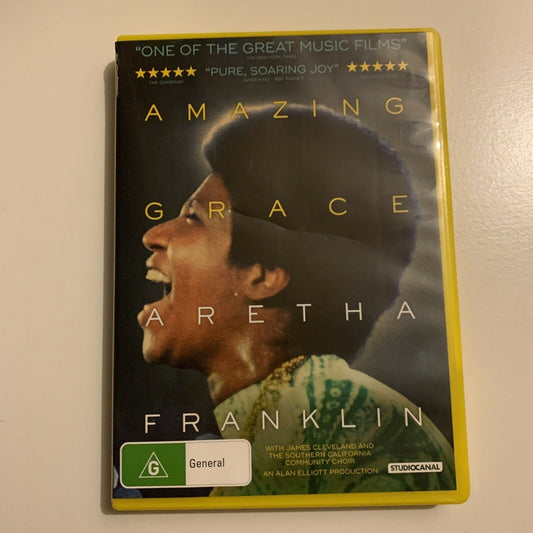 "ONE OF THE GREAT MUSIC FILMS"
THE NEW YORK TIMES
★★★★★ "PURE, SOARING JOY" ★★★★★
THE GUARDIAN
AMAZING
GRACE
ARETHA
FRANKLIN
WITH JAMES CLEVELAND AND
THE SOUTHERN CALIFORNIA
COMMUNITY CHOIR
AN ALAN ELLIOTT PRODUCTION
G General
STUDIOCANAL